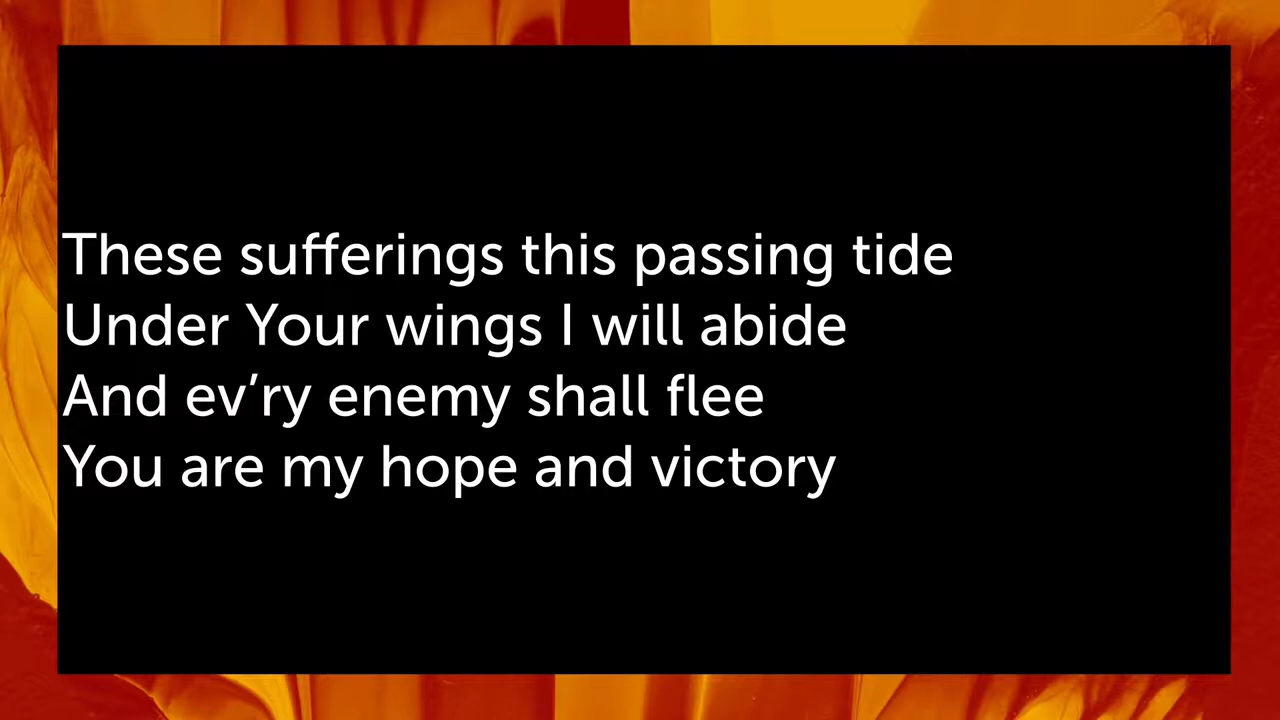 These sufferings this passing tide
Under Your wings I will abide
And ev’ry enemy shall flee
You are my hope and victory